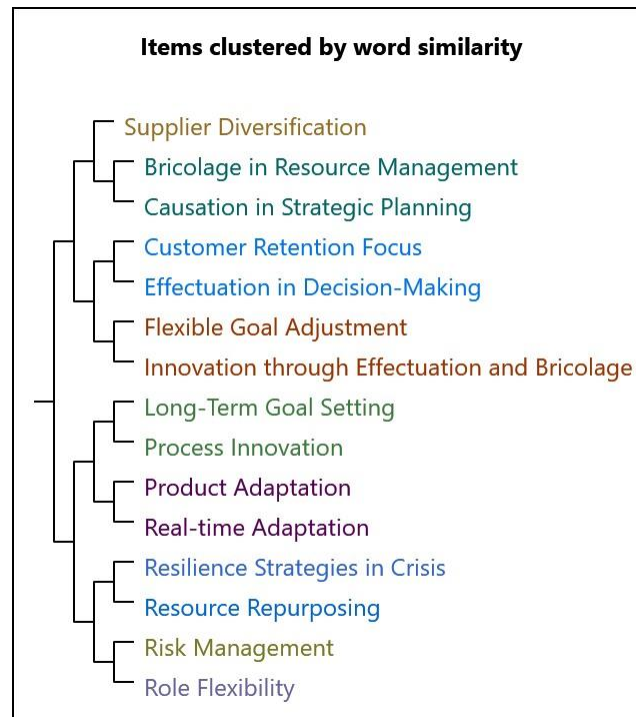 Items clustered by word similarity
Supplier Diversification
Bricolage in Resource Management
Causation in Strategic Planning
Customer Retention Focus
Effectuation in Decision-Making
Flexible Goal Adjustment
Innovation through Effectuation and Bricolage
Long-Term Goal Setting
Process Innovation
Product Adaptation
Real-time Adaptation
Resilience Strategies in Crisis
Resource Repurposing
Risk Management
Role Flexibility